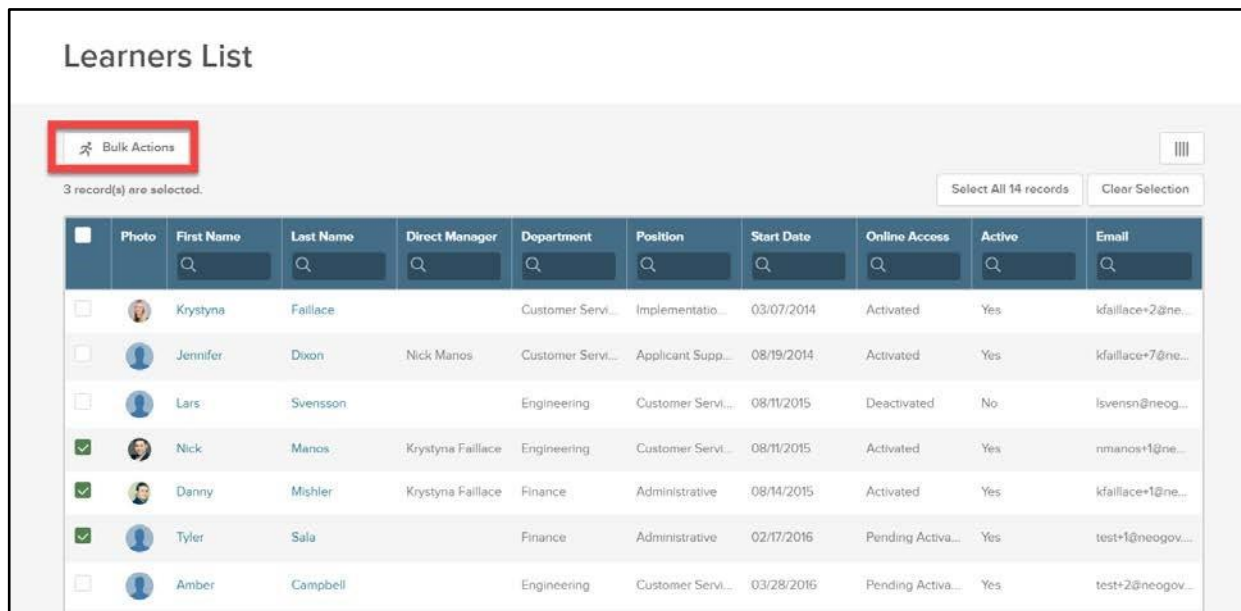 Learners List
Bulk Actions
3 record(s) are selected.
Select All 14 records Clear Selection
Photo First Name Last Name Direct Manager Department Position Start Date Online Access Active Email
Krystyna Faillace Customer Servi... Implementatio... 03/07/2014 Activated Yes kfaillace+2@ne...
Jennifer Dixon Nick Manos Customer Servi... Applicant Supp... 08/19/2014 Activated Yes kfaillace+7@ne...
Lars Svensson Engineering Customer Servi... 08/11/2015 Deactivated No lsvensn@neog...
Nick Manos Krystyna Faillace Engineering Customer Servi... 08/11/2015 Activated Yes nmanos+1@ne...
Danny Mishler Krystyna Faillace Finance Administrative 08/14/2015 Activated Yes kfaillace+1@ne...
Tyler Sala Finance Administrative 02/17/2016 Pending Activa... Yes test+1@neogov....
Amber Campbell Engineering Customer Servi... 03/28/2016 Pending Activa... Yes test+2@neogov...